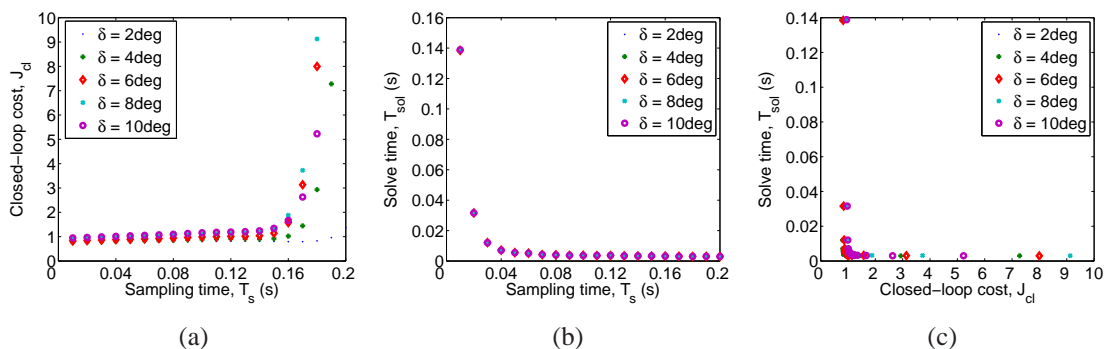 10
9
8
7
6
5
4
3
2
1
0
Closed−loop cost, J_cl
0
0.04
0.08
0.12
0.16
0.2
Sampling time, T_s (s)
δ = 2deg
δ = 4deg
δ = 6deg
δ = 8deg
δ = 10deg
(a)
0.16
0.14
0.12
0.1
0.08
0.06
0.04
0.02
0
Solve time, T_sol (s)
0
0.04
0.08
0.12
0.16
0.2
Sampling time, T_s (s)
δ = 2deg
δ = 4deg
δ = 6deg
δ = 8deg
δ = 10deg
(b)
0.14
0.12
0.1
0.08
0.06
0.04
0.02
0
Solve time, T_sol (s)
0 1 2 3 4 5 6 7 8 9 10
Closed−loop cost, J_cl
δ = 2deg
δ = 4deg
δ = 6deg
δ = 8deg
δ = 10deg
(c)